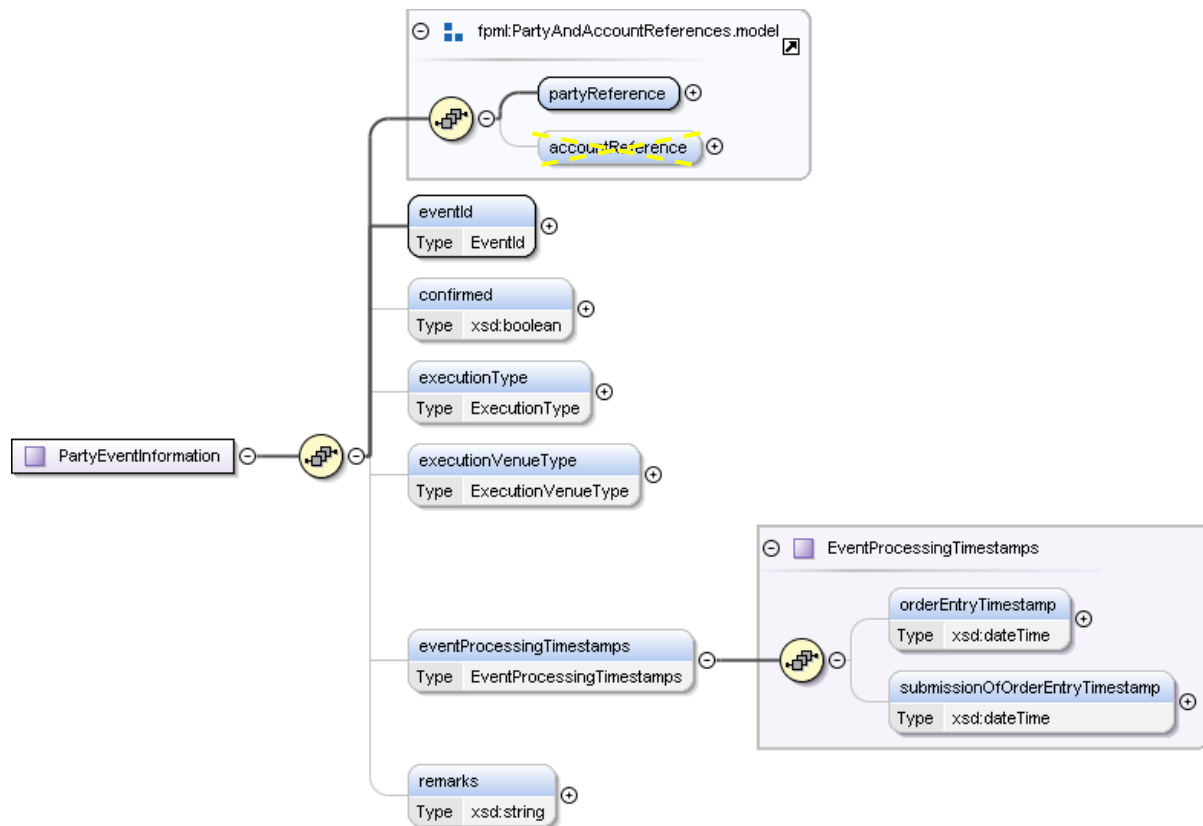 fpml:PartyAndAccountReferences.model
partyReference
accountReference
eventId
Type EventId
confirmed
Type xsd:boolean
executionType
Type ExecutionType
PartyEventInformation
executionVenueType
Type ExecutionVenueType
EventProcessingTimestamps
orderEntryTimestamp
Type xsd:dateTime
eventProcessingTimestamps
Type EventProcessingTimestamps
submissionOfOrderEntryTimestamp
Type xsd:dateTime
remarks
Type xsd:string